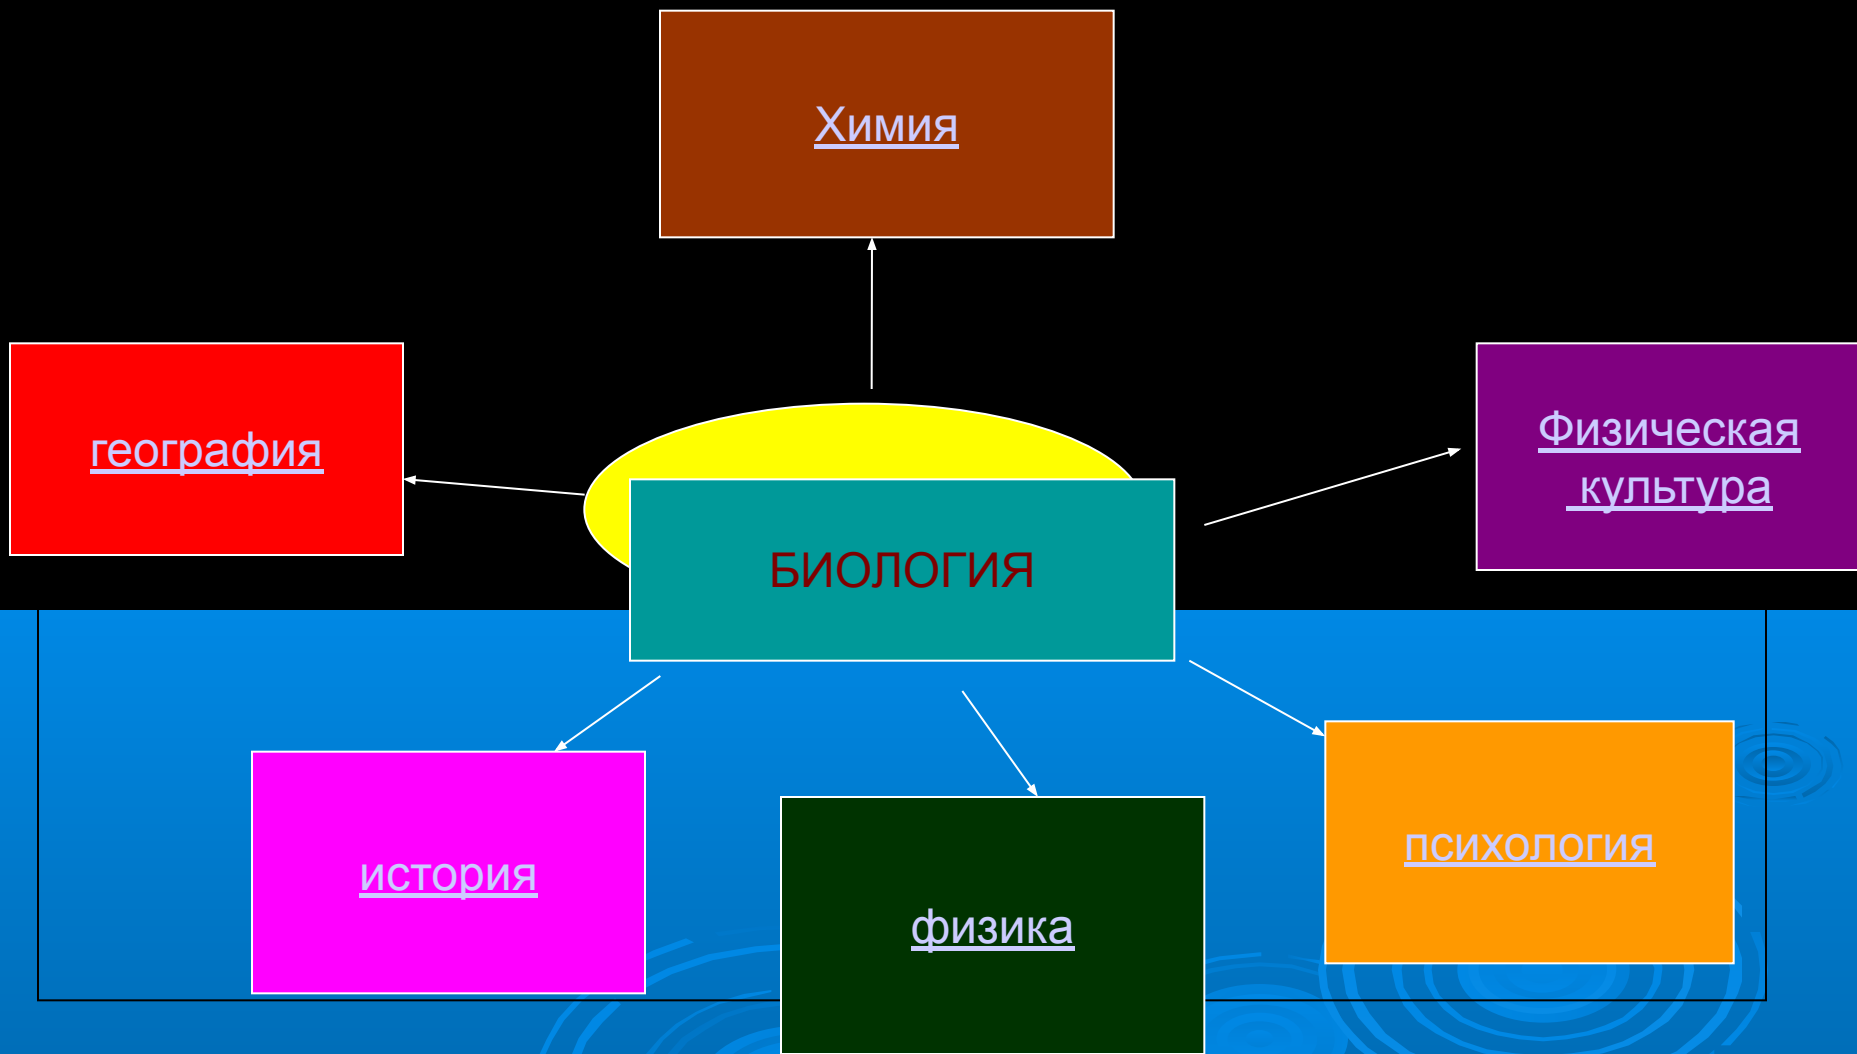 Химия
география
Физическая
культура
БИОЛОГИЯ
история
физика
психология